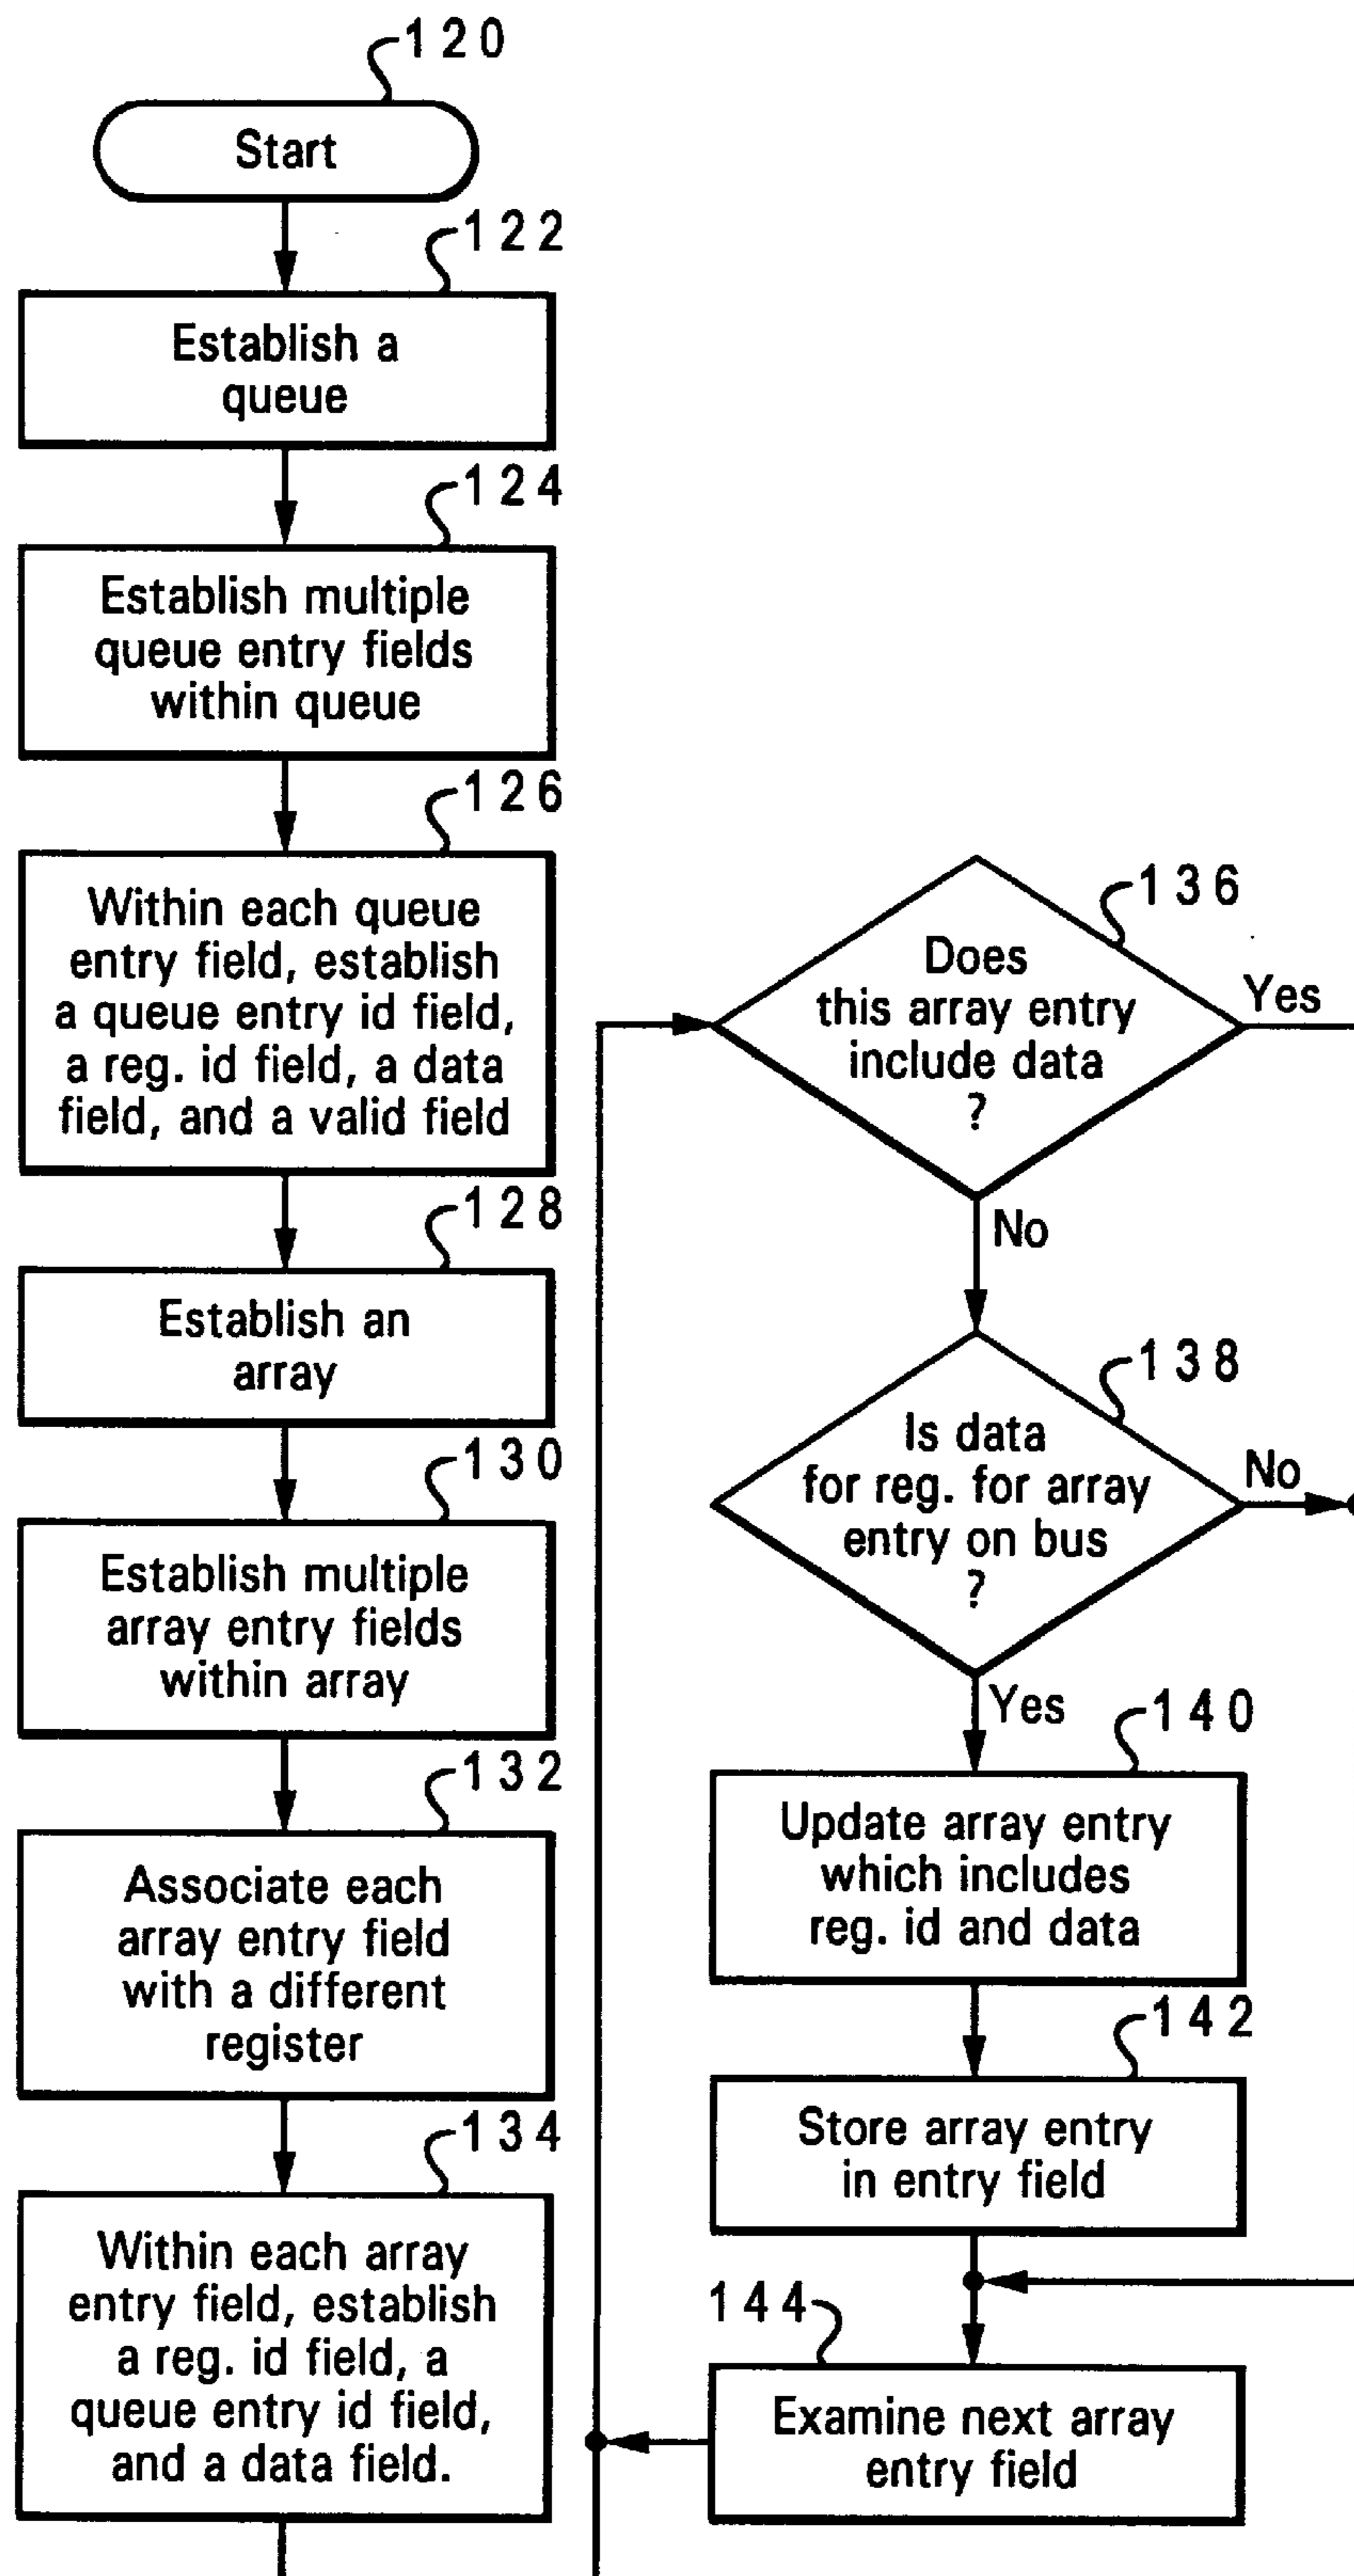 120
Start
122
Establish a
queue
124
Establish multiple
queue entry fields
within queue
126
Within each queue
entry field, establish
a queue entry id field,
a reg. id field, a data
field, and a valid field
128
Establish an
array
130
Establish multiple
array entry fields
within array
132
Associate each
array entry field
with a different
register
134
Within each array
entry field, establish
a reg. id field, a
queue entry id field,
and a data field.
136
Does
this array entry
include data
?
Yes
No
138
Is data
for reg. for array
entry on bus
?
No
Yes
140
Update array entry
which includes
reg. id and data
142
Store array entry
in entry field
144
Examine next array
entry field